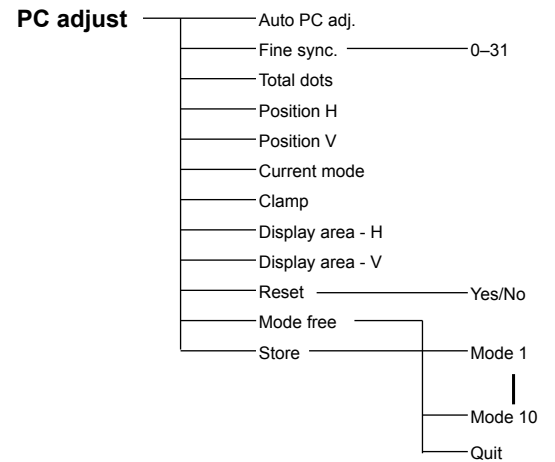 PC adjust
Auto PC adj.
Fine sync. 0–31
Total dots
Position H
Position V
Current mode
Clamp
Display area - H
Display area - V
Reset Yes/No
Mode free
Store Mode 1
Mode 10
Quit